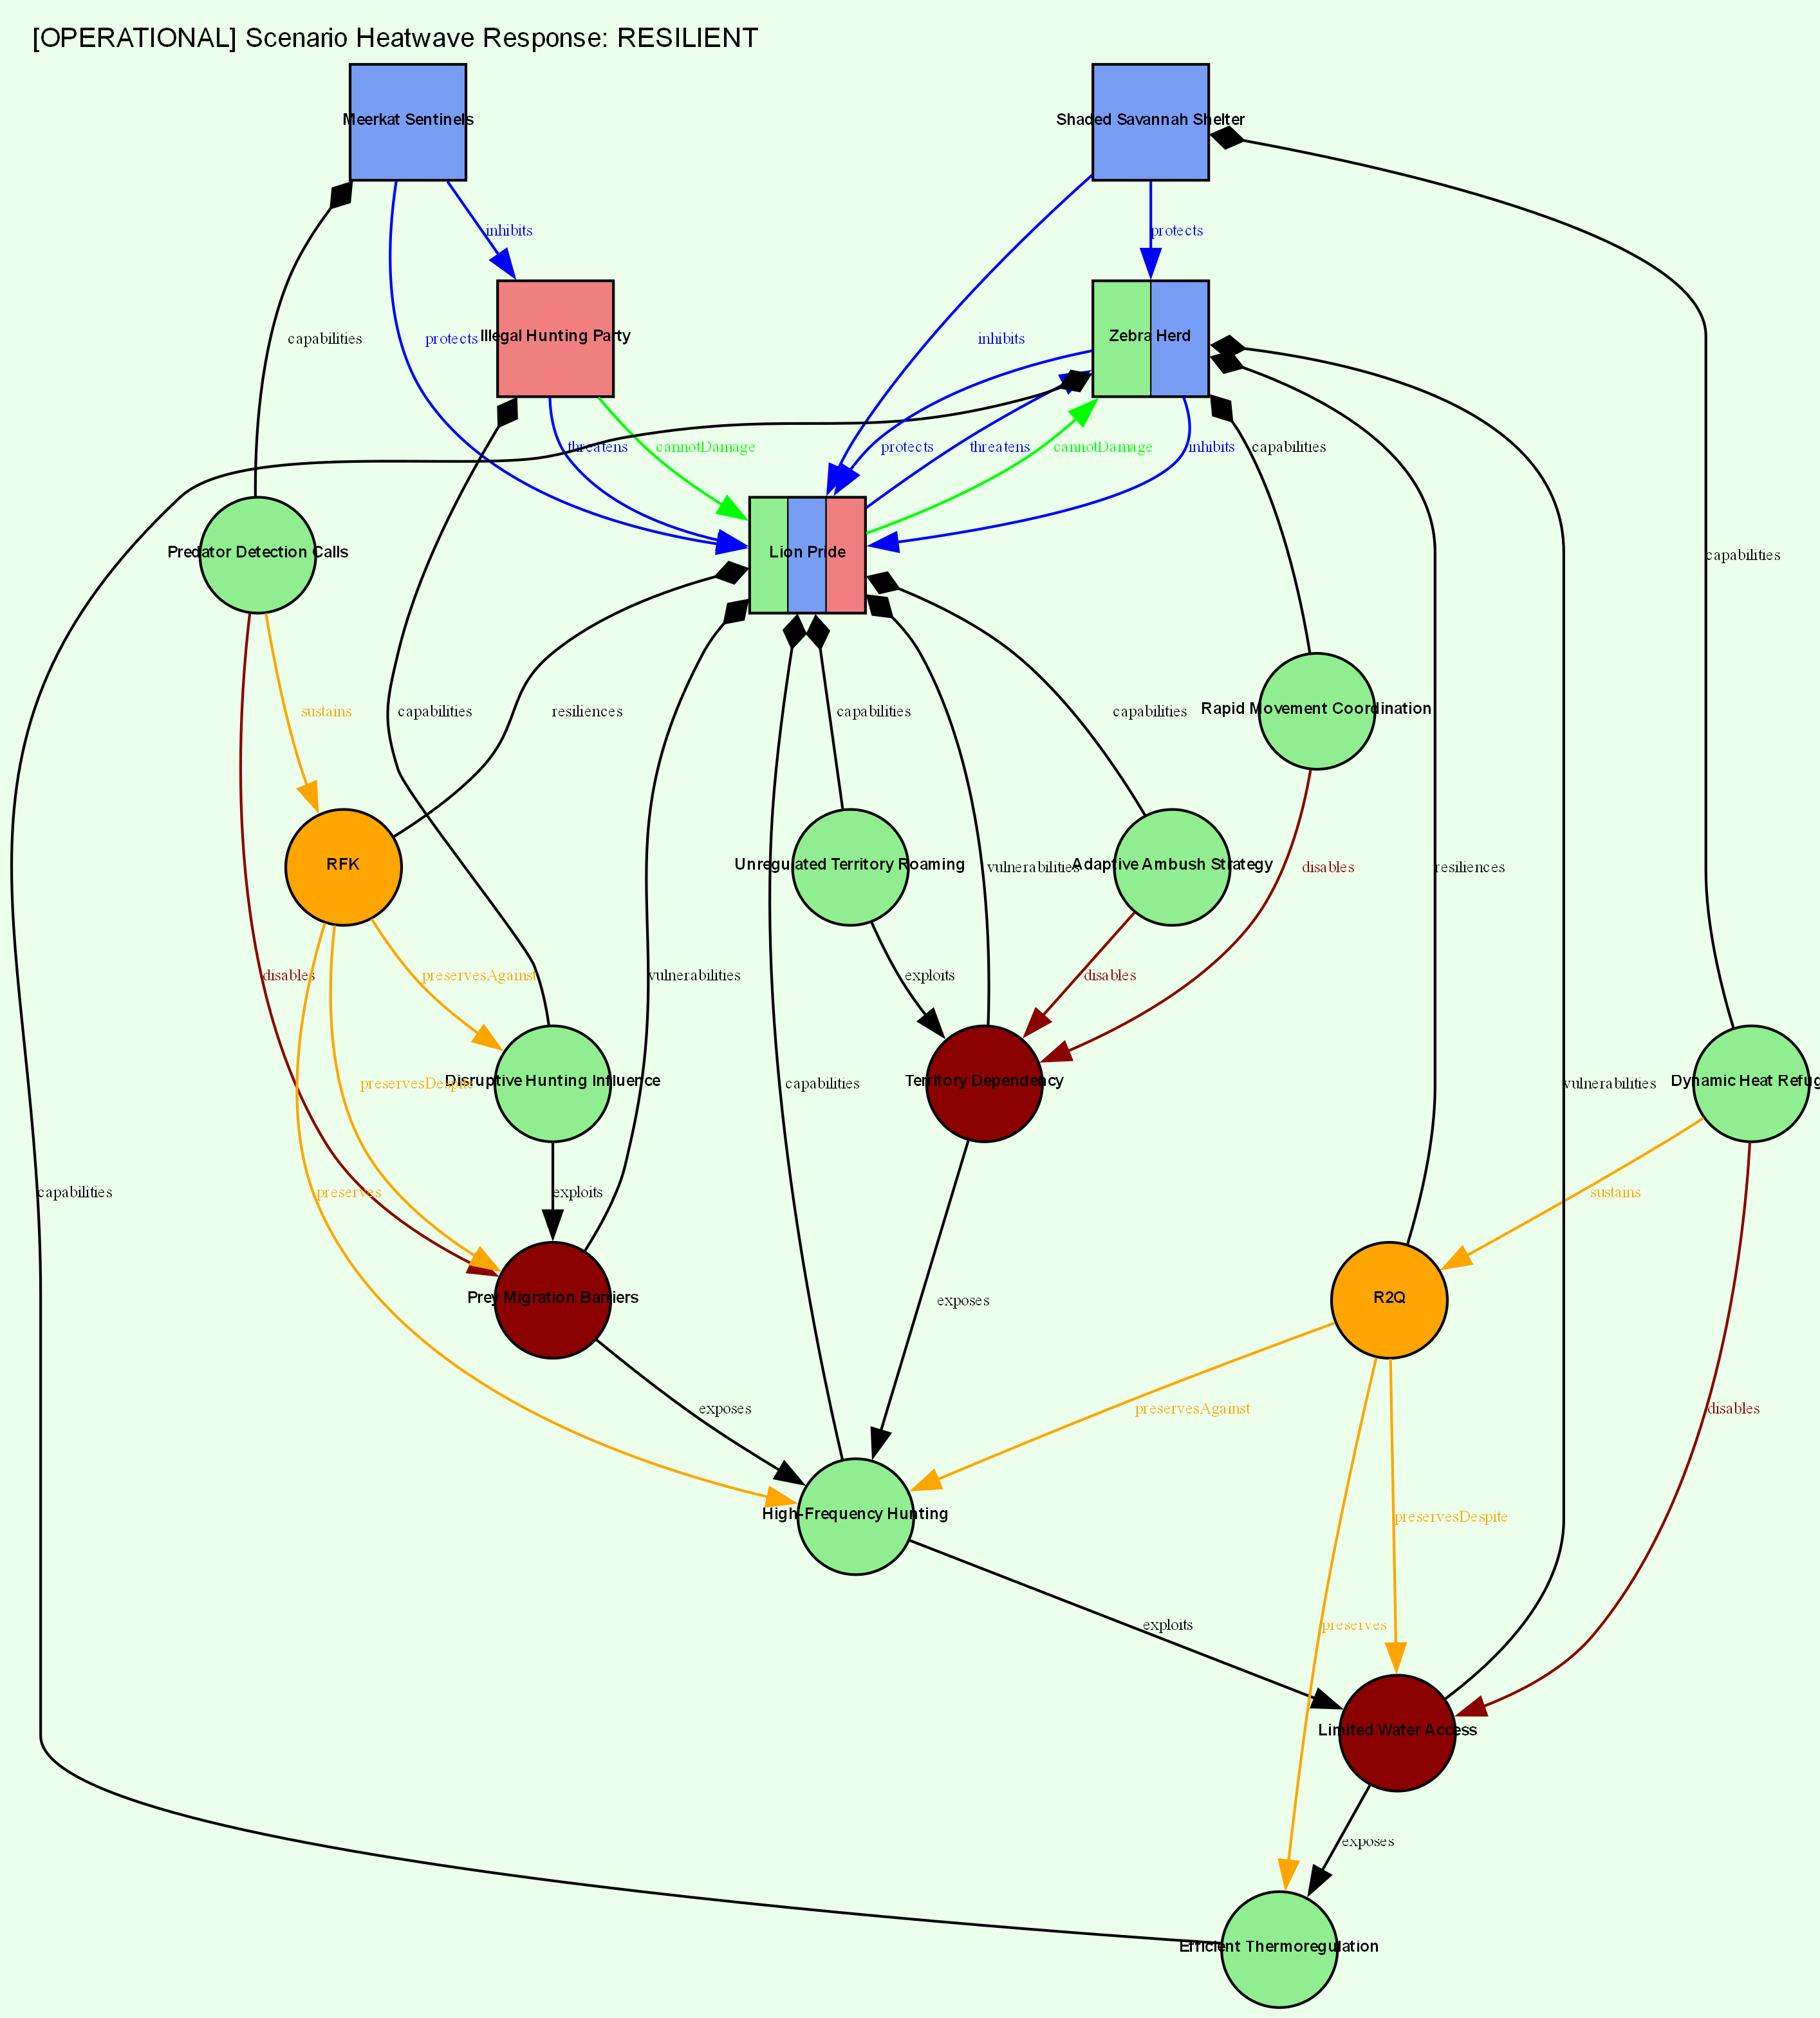 [OPERATIONAL] Scenario Heatwave Response: RESILIENT
Meerkat Sentinels
Shaded Savannah Shelter
inhibits
protects
capabilities
protects
Illegal Hunting Party
inhibits
Zebra Herd
threatens
cannotDamage
protects
threatens
cannotDamage
inhibits
capabilities
Predator Detection Calls
Lion Pride
capabilities
sustains
capabilities
resiliences
capabilities
capabilities
Rapid Movement Coordination
RFK
Unregulated Territory Roaming
vulnerabilities
Adaptive Ambush Strategy
disables
resiliences
disables
preservesAgainst
vulnerabilities
exploits
disables
preservesDespite
Disruptive Hunting Influence
capabilities
Territory Dependency
vulnerabilities
Dynamic Heat Refug
capabilities
preserves
exploits
sustains
Prey Migration Barriers
exposes
R2Q
exposes
preservesAgainst
disables
High-Frequency Hunting
preservesDespite
exploits
preserves
Limited Water Access
exposes
Efficient Thermoregulation